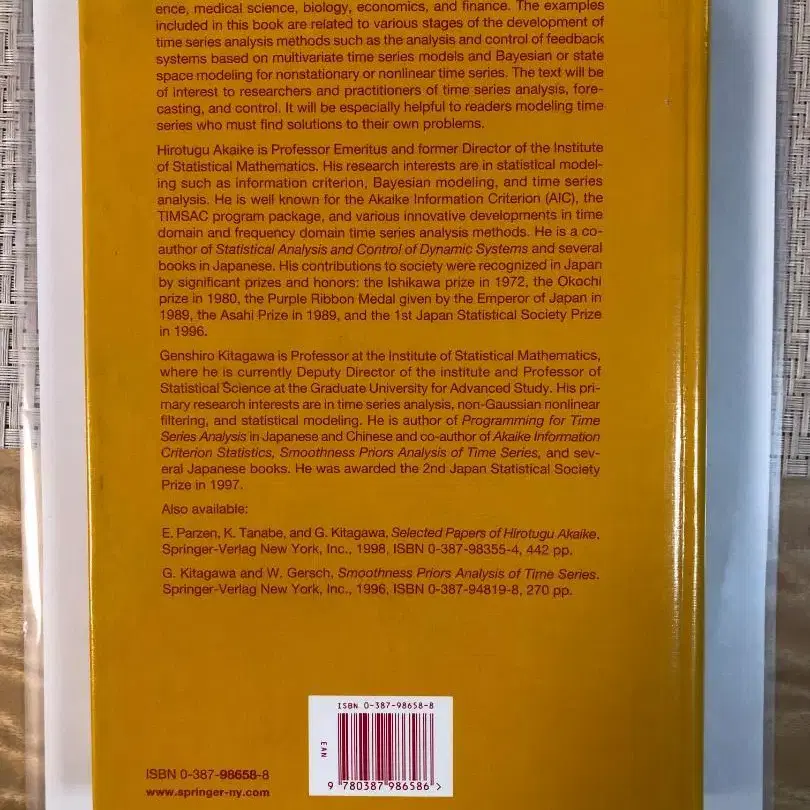 ence, medical science, biology, economics, and finance. The examples
included in this book are related to various stages of the development of
time series analysis methods such as the analysis and control of feedback
systems based on multivariate time series models and Bayesian or state
space modeling for nonstationary or nonlinear time series. The text will be
of interest to researchers and practitioners of time series analysis, fore-
casting, and control. It will be especially helpful to readers modeling time
series who must find solutions to their own problems.
Hirotugu Akaike is Professor Emeritus and former Director of the Institute
of Statistical Mathematics. His research interests are in statistical model-
ing such as information criterion, Bayesian modeling, and time series
analysis. He is well known for the Akaike Information Criterion (AIC), the
TIMSAC program package, and various innovative developments in time
domain and frequency domain time series analysis methods. He is a co-
author of Statistical Analysis and Control of Dynamic Systems and several
books in Japanese. His contributions to society were recognized in Japan
by significant prizes and honors: the Ishikawa prize in 1972, the Okochi
prize in 1980, the Purple Ribbon Medal given by the Emperor of Japan in
1989, the Asahi Prize in 1989, and the 1st Japan Statistical Society Prize
in 1996.
Genshiro Kitagawa is Professor at the Institute of Statistical Mathematics,
where he is currently Deputy Director of the institute and Professor of
Statistical Science at the Graduate University for Advanced Study. His pri-
mary research interests are in time series analysis, non-Gaussian nonlinear
filtering, and statistical modeling. He is author of Programming for Time
Series Analysis in Japanese and Chinese and co-author of Akaike Information
Criterion Statistics, Smoothness Priors Analysis of Time Series, and sev-
eral Japanese books. He was awarded the 2nd Japan Statistical Society
Prize in 1997.
Also available:
E. Parzen, K. Tanabe, and G. Kitagawa, Selected Papers of Hirotugu Akaike.
Springer-Verlag New York, Inc., 1998, ISBN 0-387-98355-4, 442 pp.
G. Kitagawa and W. Gersch, Smoothness Priors Analysis of Time Series.
Springer-Verlag New York, Inc., 1996, ISBN 0-387-94819-8, 270 pp.
ISBN 0-387-98658-8
EAN
9 780387 986586 >
ISBN 0-387-98658-8
www.springer-ny.com